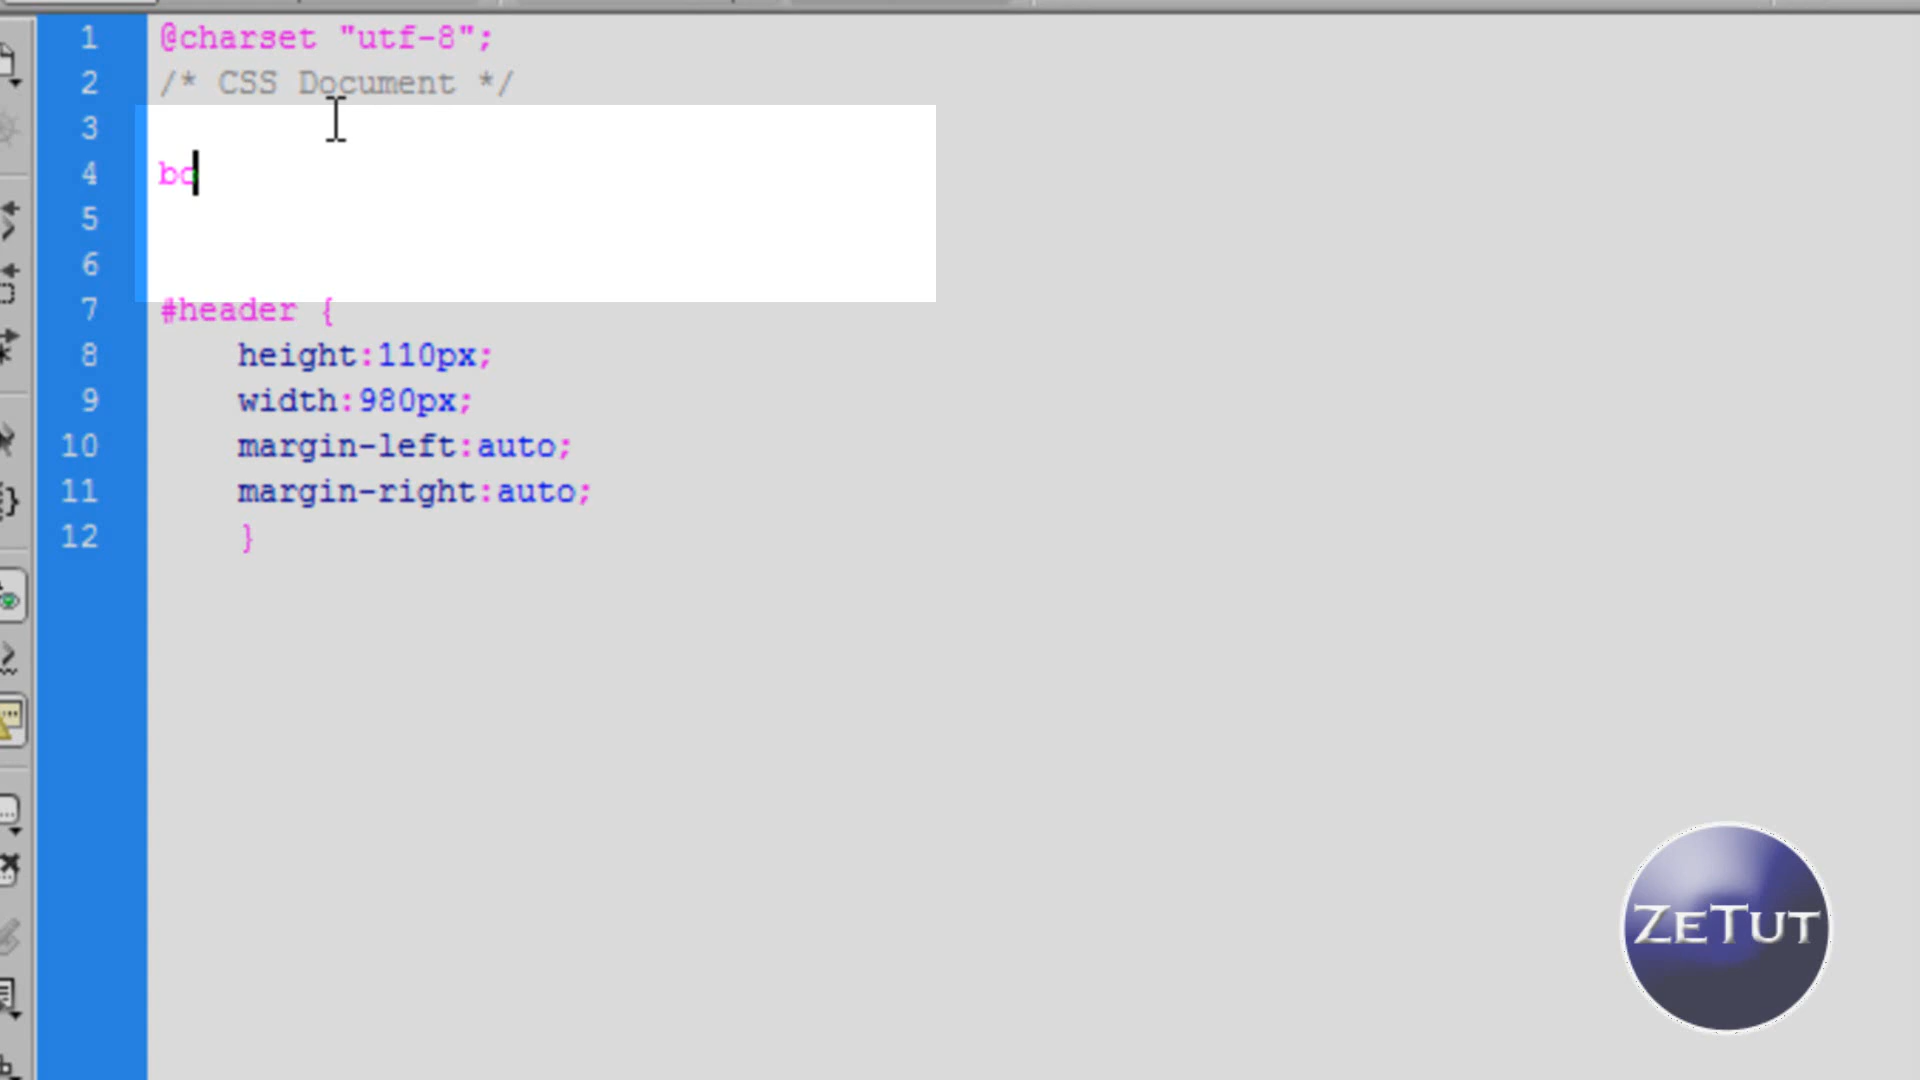 1 @charset "utf-8";
2 /* CSS Document */
3
4 bo
5
6
7 #header {
8 height:110px;
9 width:980px;
10 margin-left:auto;
11 margin-right:auto;
12 }
ZeTut